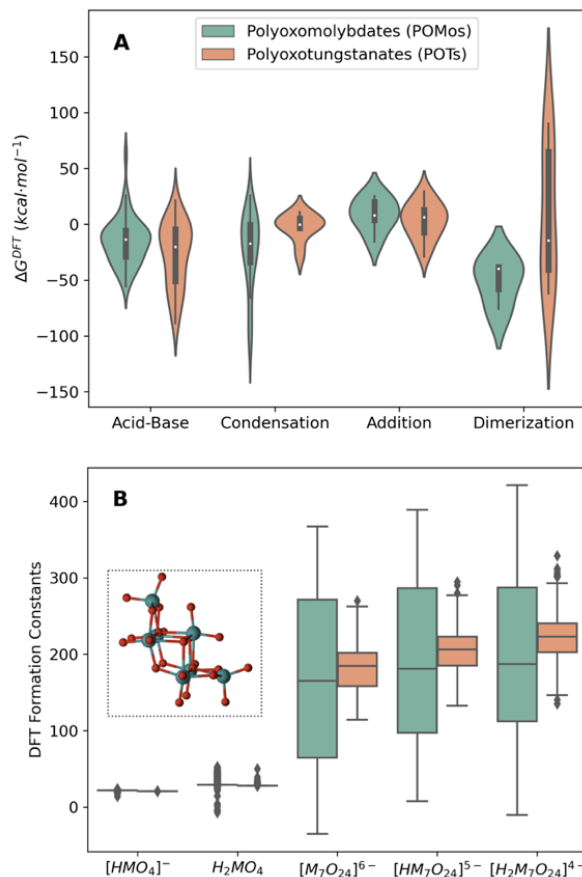 A
Polyoxomolybdates (POMos)
Polyoxotungstanates (POTs)
ΔG^{DFT} (kcal·mol⁻¹)
150
100
50
0
−50
−100
−150
Acid-Base Condensation Addition Dimerization
B
DFT Formation Constants
400
300
200
100
0
[HMO₄]⁻ H₂MO₄ [M₇O₂₄]⁶⁻ [HM₇O₂₄]⁵⁻ [H₂M₇O₂₄]⁴⁻